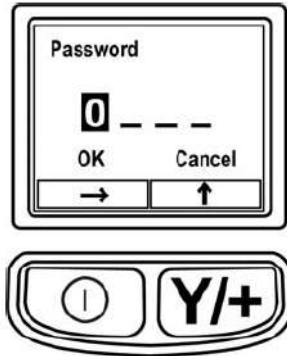 Password
0 _ _ _
OK Cancel
→ ↑
Y/+